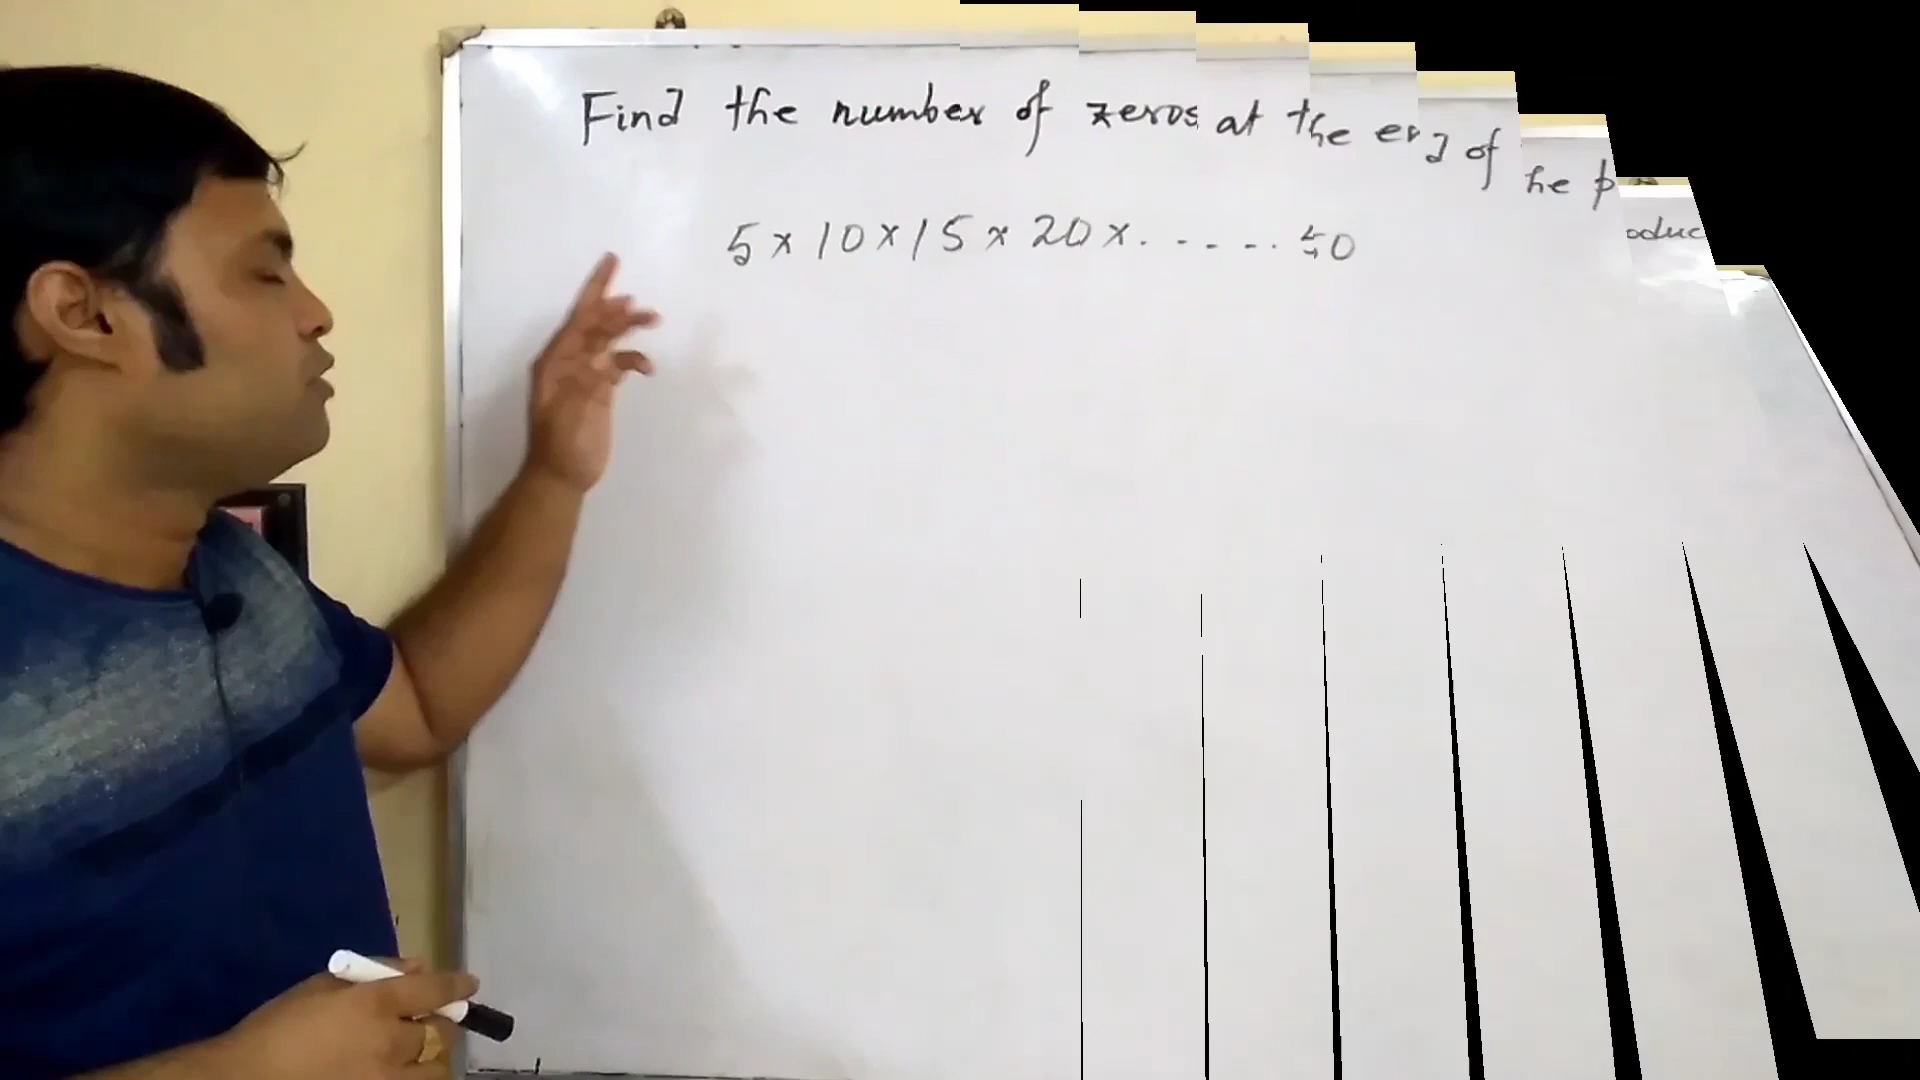 Find the number of zeros at the end of the product
5 × 10 × 15 × 20 × . - - - - . 50